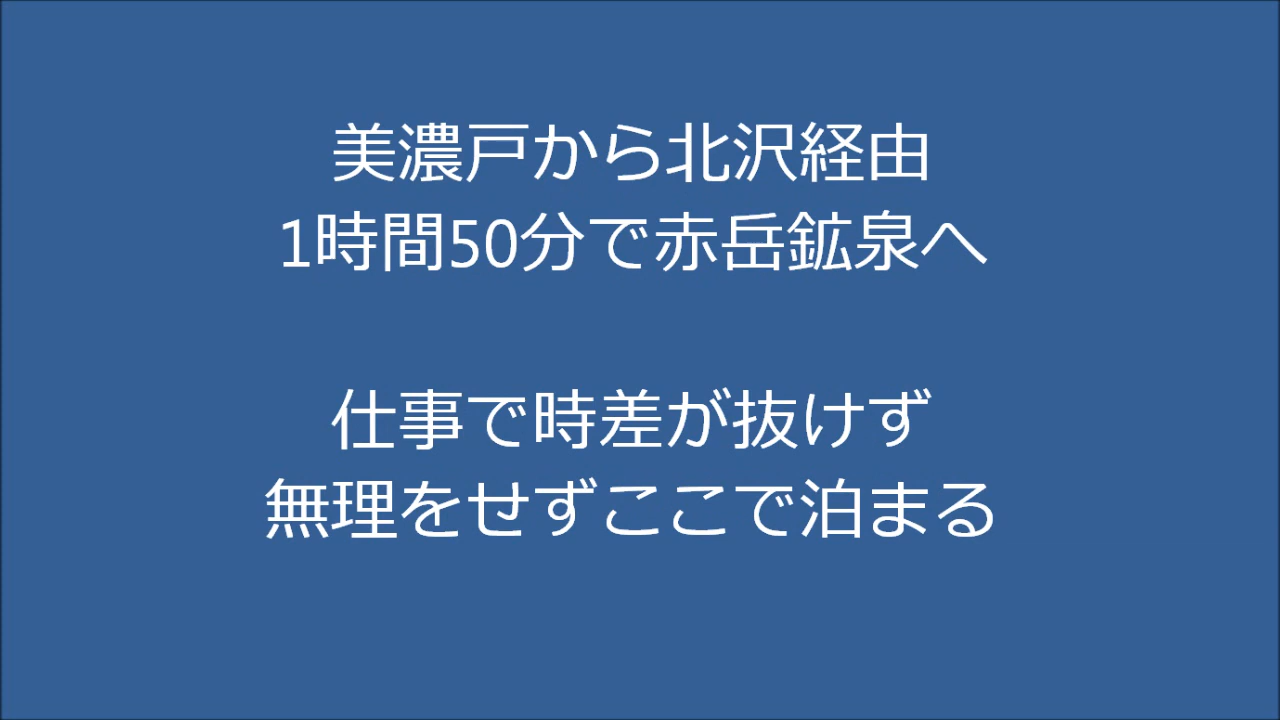 美濃戸から北沢経由
1時間50分で赤岳鉱泉へ
仕事で時差が抜けず
無理をせずここで泊まる